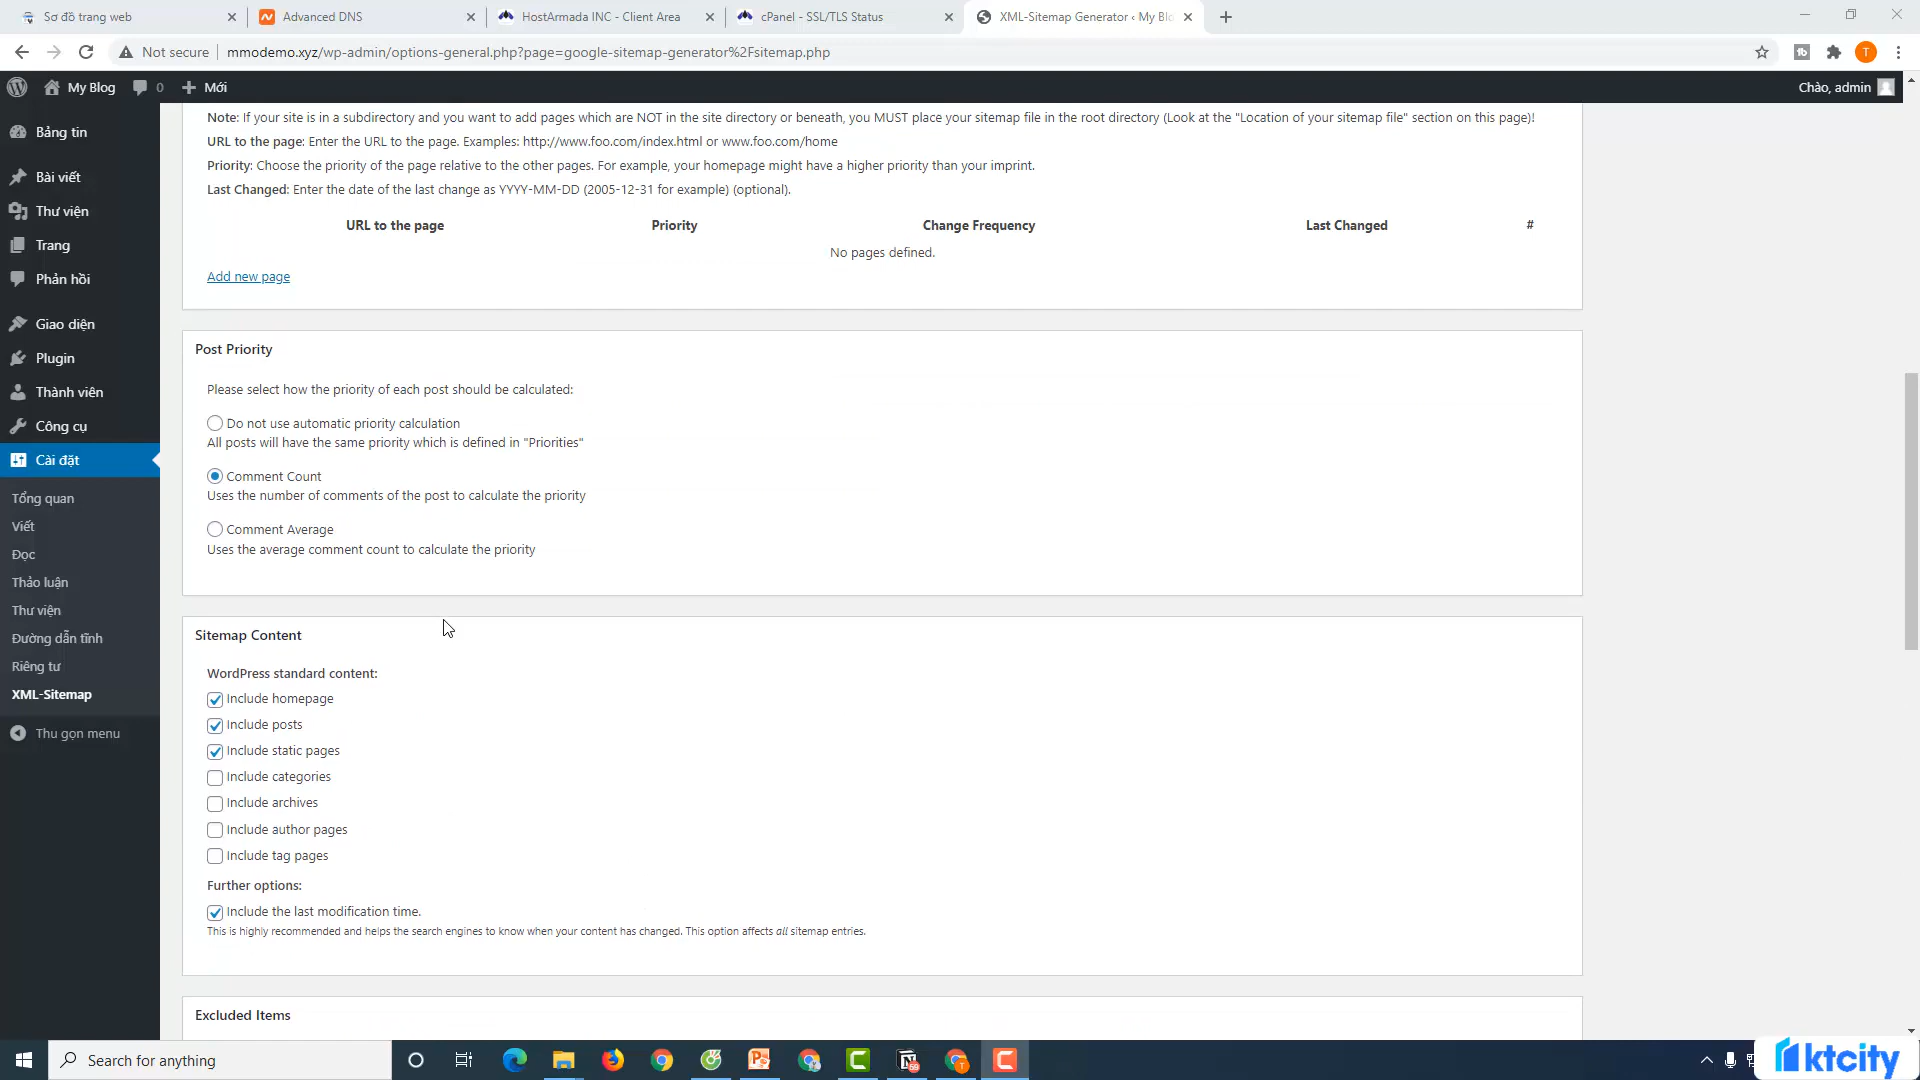 Sơ đồ trang web
Advanced DNS
HostArmada INC - Client Area
cPanel - SSL/TLS Status
XML-Sitemap Generator ‹ My Blo
Not secure
mmodemo.xyz/wp-admin/options-general.php?page=google-sitemap-generator%2Fsitemap.php
T
My Blog
0
Mới
Chào, admin
Bảng tin
Bài viết
Thư viện
Trang
Phản hồi
Giao diện
Plugin
Thành viên
Công cụ
Cài đặt
Tổng quan
Viết
Đọc
Thảo luận
Thư viện
Đường dẫn tĩnh
Riêng tư
XML-Sitemap
Thu gọn menu
Note: If your site is in a subdirectory and you want to add pages which are NOT in the site directory or beneath, you MUST place your sitemap file in the root directory (Look at the "Location of your sitemap file" section on this page)!
URL to the page: Enter the URL to the page. Examples: http://www.foo.com/index.html or www.foo.com/home
Priority: Choose the priority of the page relative to the other pages. For example, your homepage might have a higher priority than your imprint.
Last Changed: Enter the date of the last change as YYYY-MM-DD (2005-12-31 for example) (optional).
URL to the page Priority Change Frequency Last Changed #
No pages defined.
Add new page
Post Priority
Please select how the priority of each post should be calculated:
Do not use automatic priority calculation
All posts will have the same priority which is defined in "Priorities"
Comment Count
Uses the number of comments of the post to calculate the priority
Comment Average
Uses the average comment count to calculate the priority
Sitemap Content
WordPress standard content:
Include homepage
Include posts
Include static pages
Include categories
Include archives
Include author pages
Include tag pages
Further options:
Include the last modification time.
This is highly recommended and helps the search engines to know when your content has changed. This option affects all sitemap entries.
Excluded Items
Search for anything
ktcity